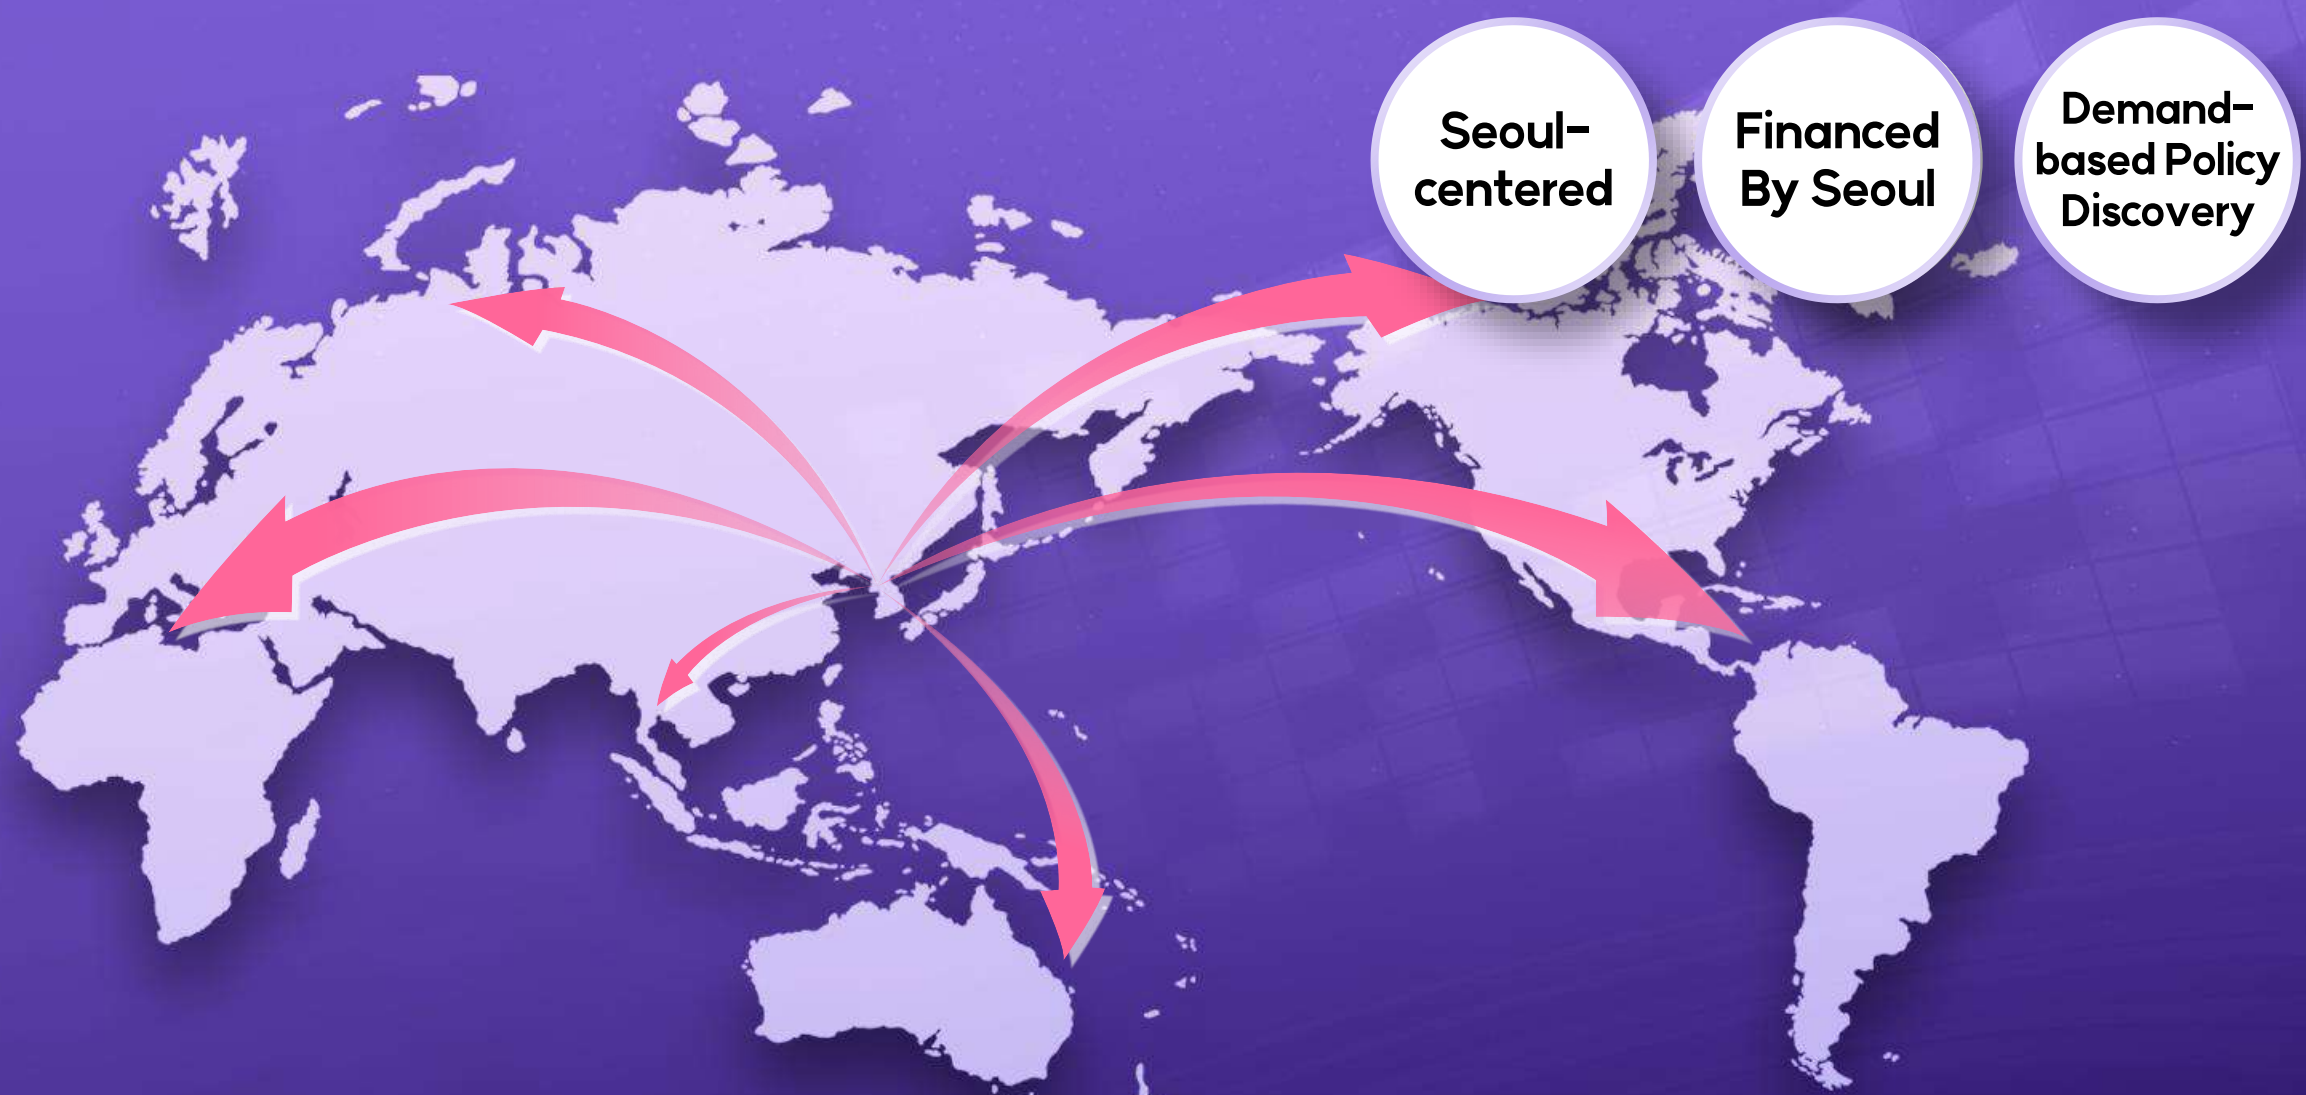 Seoul-
centered
Financed
By Seoul
Demand-
based Policy
Discovery